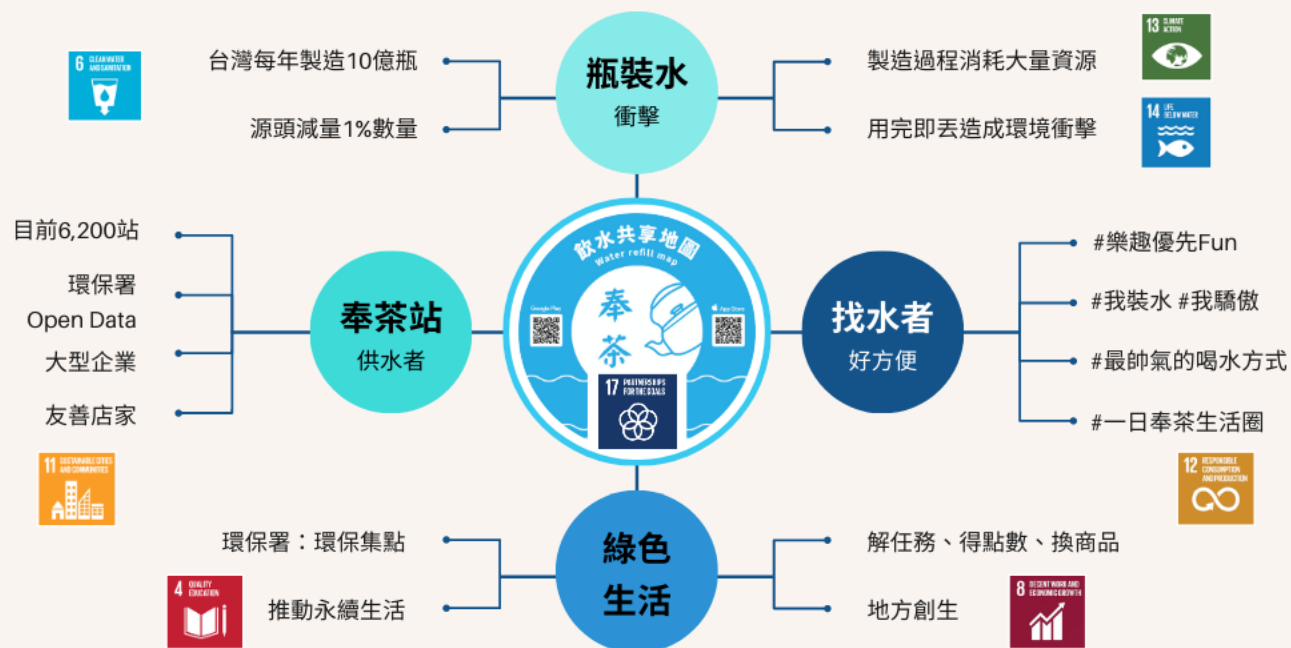 6 CLEAN WATER
AND SANITATION
台灣每年製造10億瓶
源頭減量1%數量
瓶裝水
衝擊
製造過程消耗大量資源
用完即丟造成環境衝擊
13 CLIMATE
ACTION
14 LIFE
BELOW WATER
目前6,200站
環保署
Open Data
大型企業
友善店家
11 SUSTAINABLE CITIES
AND COMMUNITIES
奉茶站
供水者
飲水共享地圖
Water refill map
Google Play
App Store
奉
茶
17 PARTNERSHIPS
FOR THE GOALS
找水者
好方便
#樂趣優先Fun
#我裝水 #我驕傲
#最帥氣的喝水方式
#一日奉茶生活圈
12 RESPONSIBLE
CONSUMPTION
AND PRODUCTION
環保署：環保集點
推動永續生活
4 QUALITY
EDUCATION
綠色
生活
解任務、得點數、換商品
地方創生
8 DECENT WORK AND
ECONOMIC GROWTH